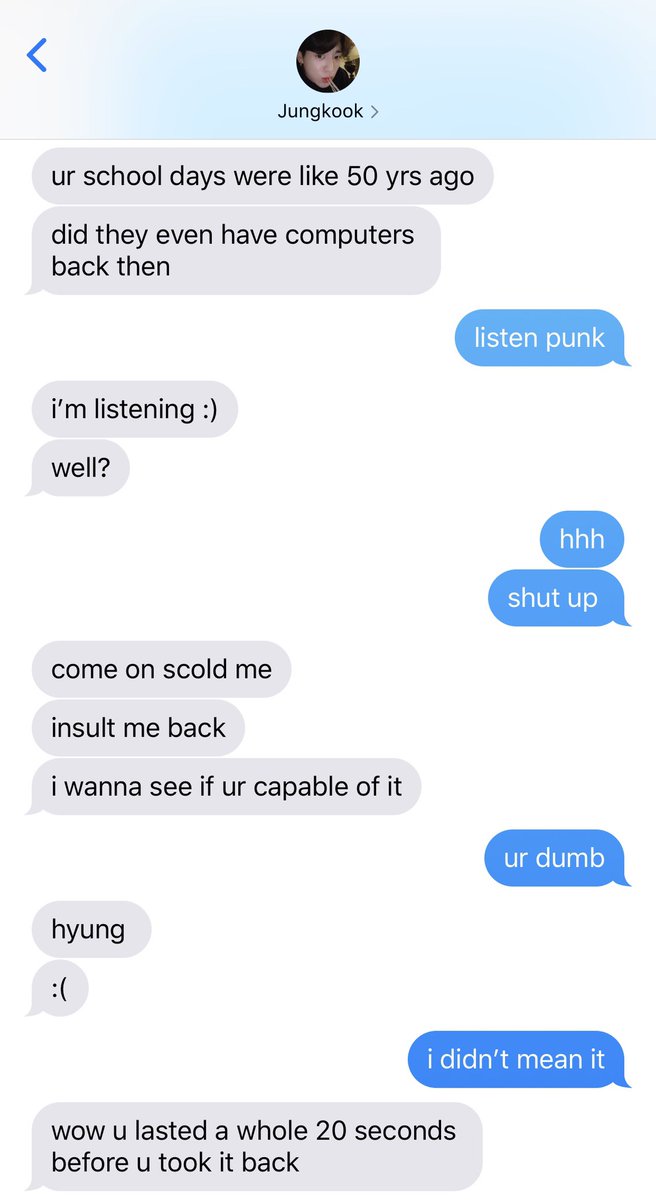 Jungkook
ur school days were like 50 yrs ago
did they even have computers
back then
listen punk
i’m listening :)
well?
hhh
shut up
come on scold me
insult me back
i wanna see if ur capable of it
ur dumb
hyung
:(
i didn’t mean it
wow u lasted a whole 20 seconds
before u took it back